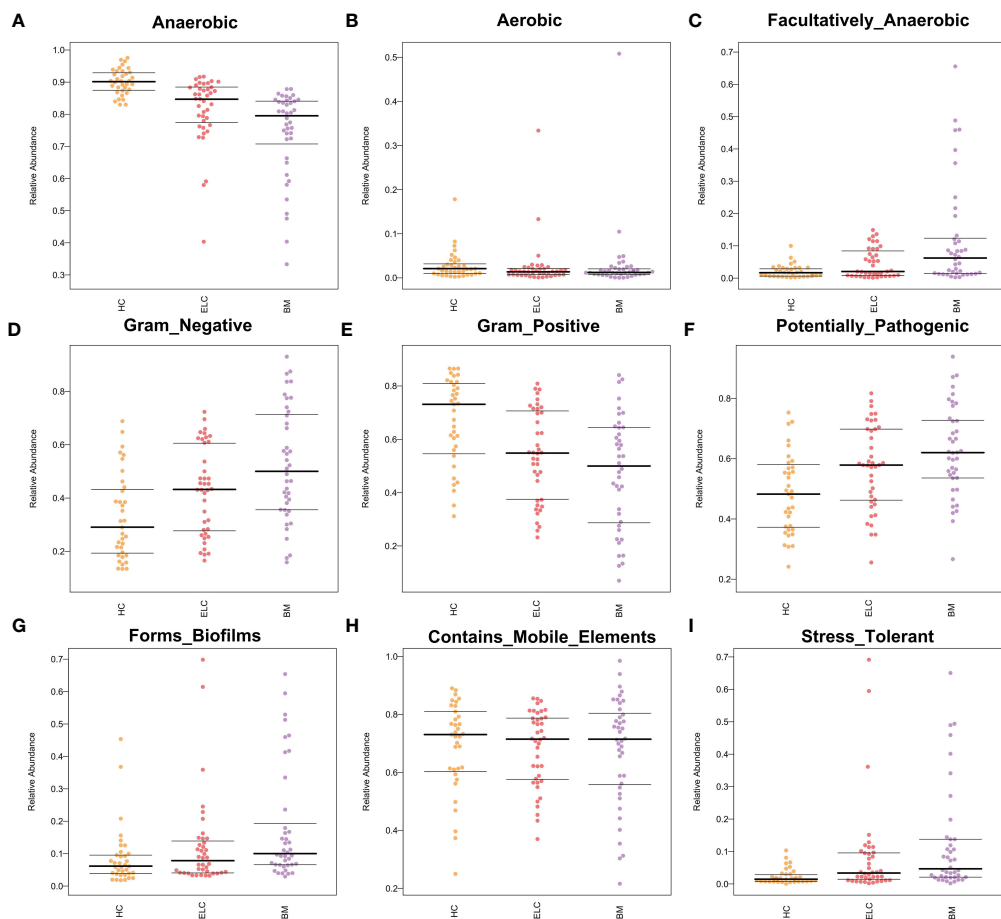 A
Anaerobic
Relative Abundance
1.0
0.9
0.8
0.7
0.6
0.5
0.4
0.3
HC
ELC
BM
B
Aerobic
Relative Abundance
0.5
0.4
0.3
0.2
0.1
0.0
HC
ELC
BM
C
Facultatively_Anaerobic
Relative Abundance
0.7
0.6
0.5
0.4
0.3
0.2
0.1
0.0
HC
ELC
BM
D
Gram_Negative
Relative Abundance
0.8
0.6
0.4
0.2
HC
ELC
BM
E
Gram_Positive
Relative Abundance
0.8
0.6
0.4
0.2
HC
ELC
BM
F
Potentially_Pathogenic
Relative Abundance
0.8
0.6
0.4
0.2
HC
ELC
BM
G
Forms_Biofilms
Relative Abundance
0.7
0.6
0.5
0.4
0.3
0.2
0.1
0.0
HC
ELC
BM
H
Contains_Mobile_Elements
Relative Abundance
1.0
0.8
0.6
0.4
0.2
HC
ELC
BM
I
Stress_Tolerant
Relative Abundance
0.7
0.6
0.5
0.4
0.3
0.2
0.1
0.0
HC
ELC
BM